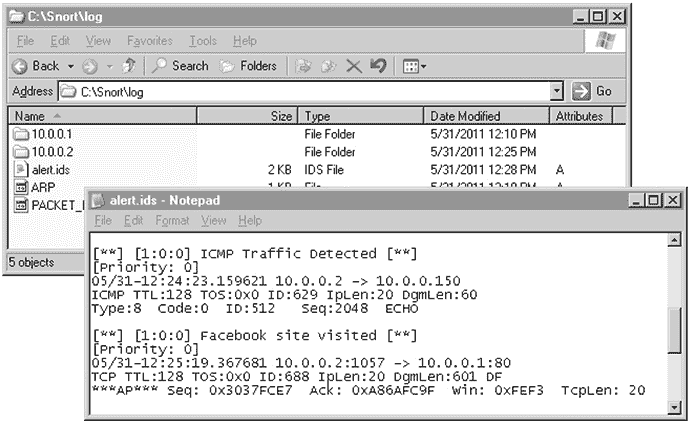 C:\Snort\log
File Edit View Favorites Tools Help
Back Search Folders
Address C:\Snort\log Go
Name Size Type Date Modified Attributes
10.0.0.1 File Folder 5/31/2011 12:10 PM
10.0.0.2 File Folder 5/31/2011 12:25 PM
alert.ids 2 KB IDS File 5/31/2011 12:28 PM A
ARP
PACKET_
5 objects
alert.ids - Notepad
File Edit Format View Help
[**] [1:0:0] ICMP Traffic Detected [**]
[Priority: 0]
05/31-12:24:23.159621 10.0.0.2 -> 10.0.0.150
ICMP TTL:128 TOS:0x0 ID:629 IpLen:20 DgmLen:60
Type:8 Code:0 ID:512 Seq:2048 ECHO
[**] [1:0:0] Facebook site visited [**]
[Priority: 0]
05/31-12:25:19.367681 10.0.0.2:1057 -> 10.0.0.1:80
TCP TTL:128 TOS:0x0 ID:688 IpLen:20 DgmLen:601 DF
***AP*** Seq: 0x3037FCE7 Ack: 0xA86AFC9F Win: 0xFEF3 TcpLen: 20